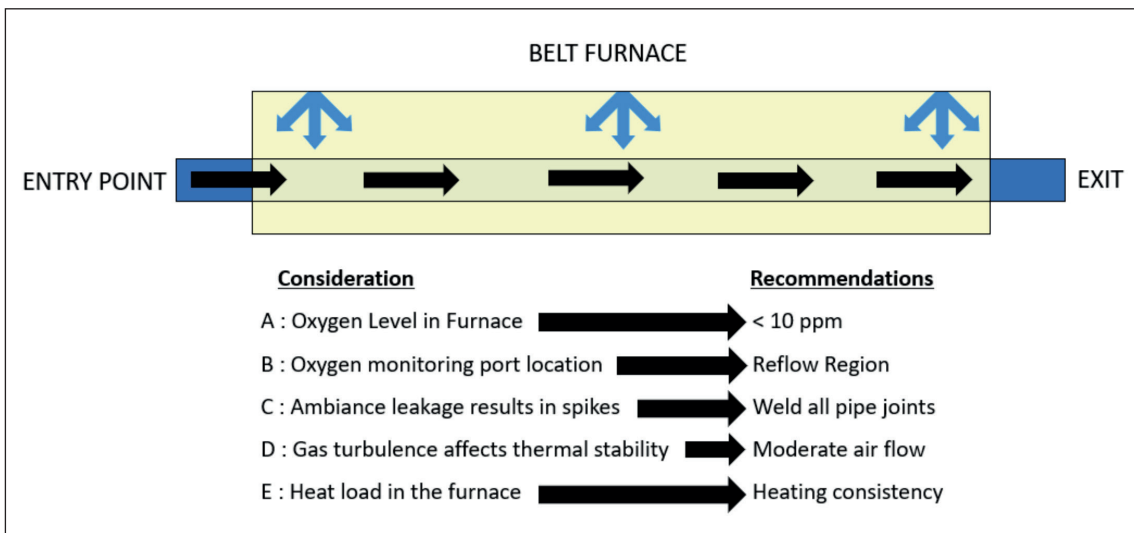 BELT FURNACE
ENTRY POINT
EXIT
Consideration
Recommendations
A : Oxygen Level in Furnace
< 10 ppm
B : Oxygen monitoring port location
Reflow Region
C : Ambiance leakage results in spikes
Weld all pipe joints
D : Gas turbulence affects thermal stability
Moderate air flow
E : Heat load in the furnace
Heating consistency